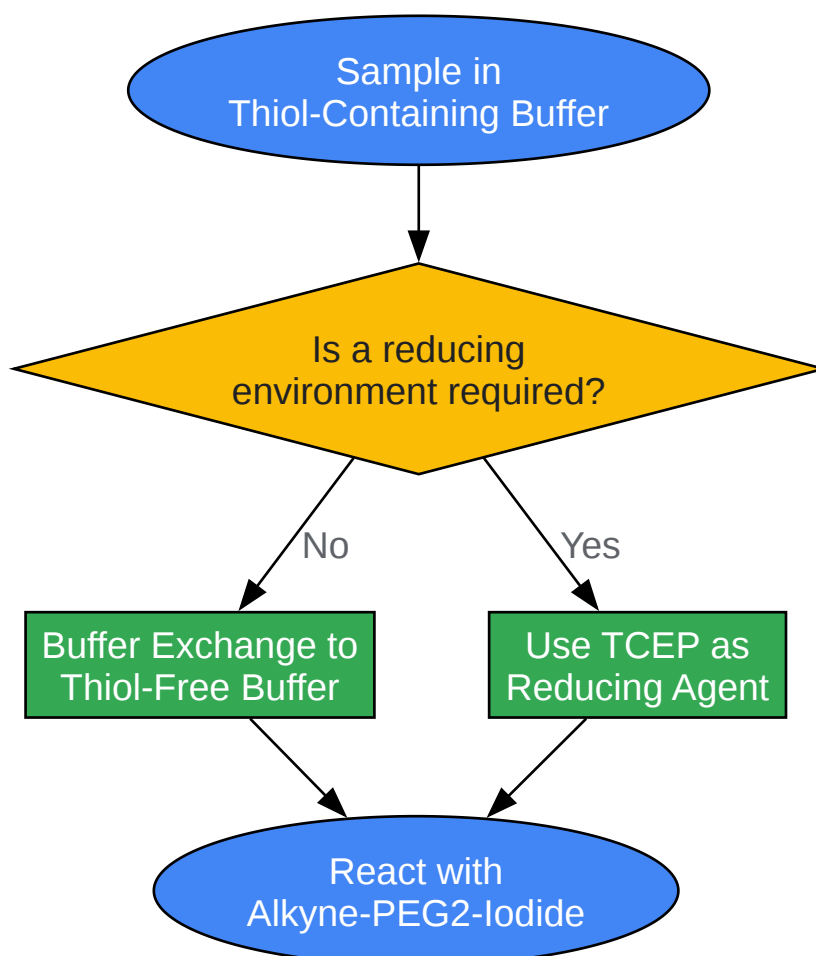 Sample in
Thiol-Containing Buffer
Is a reducing
environment required?
No
Yes
Buffer Exchange to
Thiol-Free Buffer
Use TCEP as
Reducing Agent
React with
Alkyne-PEG2-Iodide